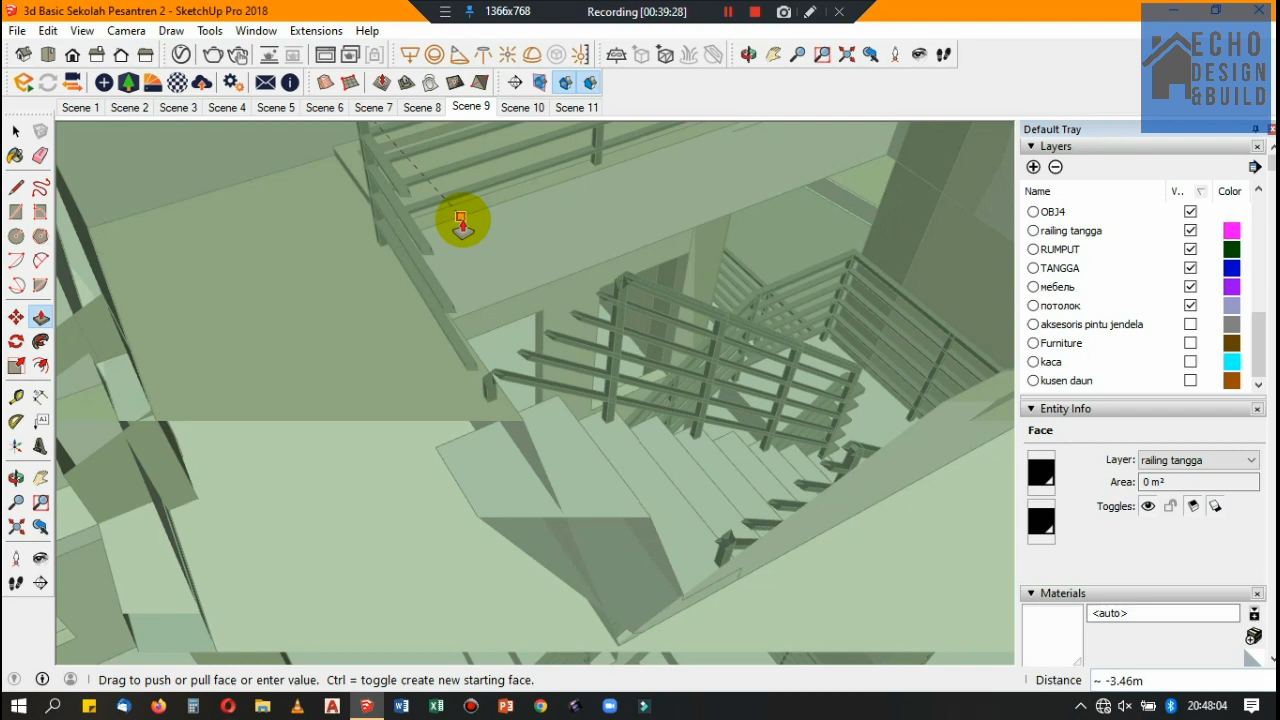 3d Basic Sekolah Pesantren 2 - SketchUp Pro 2018
1366x768
Recording [00:39:28]
ECHO
DESIGN
&BUILD
File Edit View Camera Draw Tools Window Extensions Help
Scene 1 Scene 2 Scene 3 Scene 4 Scene 5 Scene 6 Scene 7 Scene 8 Scene 9 Scene 10 Scene 11
Default Tray
Layers
Name V.. Color
OBJ4
railing tangga
RUMPUT
TANGGA
мебель
потолок
aksesoris pintu jendela
Furniture
kaca
kusen daun
Entity Info
Face
Layer: railing tangga
Area: 0 m²
Toggles:
Materials
<auto>
Drag to push or pull face or enter value. Ctrl = toggle create new starting face.
Distance ~ -3.46m
20:48:04